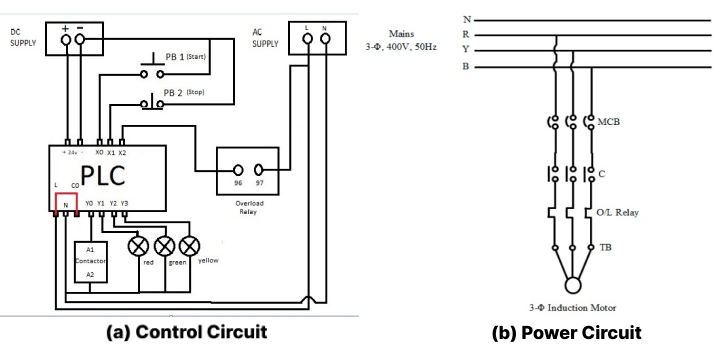 DC
SUPPLY
+ -
AC
SUPPLY
L N
PB 1 (Start)
PB 2 (Stop)
+ 24v -
X0 X1 X2
PLC
L
C0
N
Y0 Y1 Y2 Y3
96 97
Overload
Relay
A1
Contactor
A2
red
green
yellow
(a) Control Circuit
Mains
3-Φ, 400V, 50Hz
N
R
Y
B
MCB
C
O/L Relay
TB
3-Φ Induction Motor
(b) Power Circuit